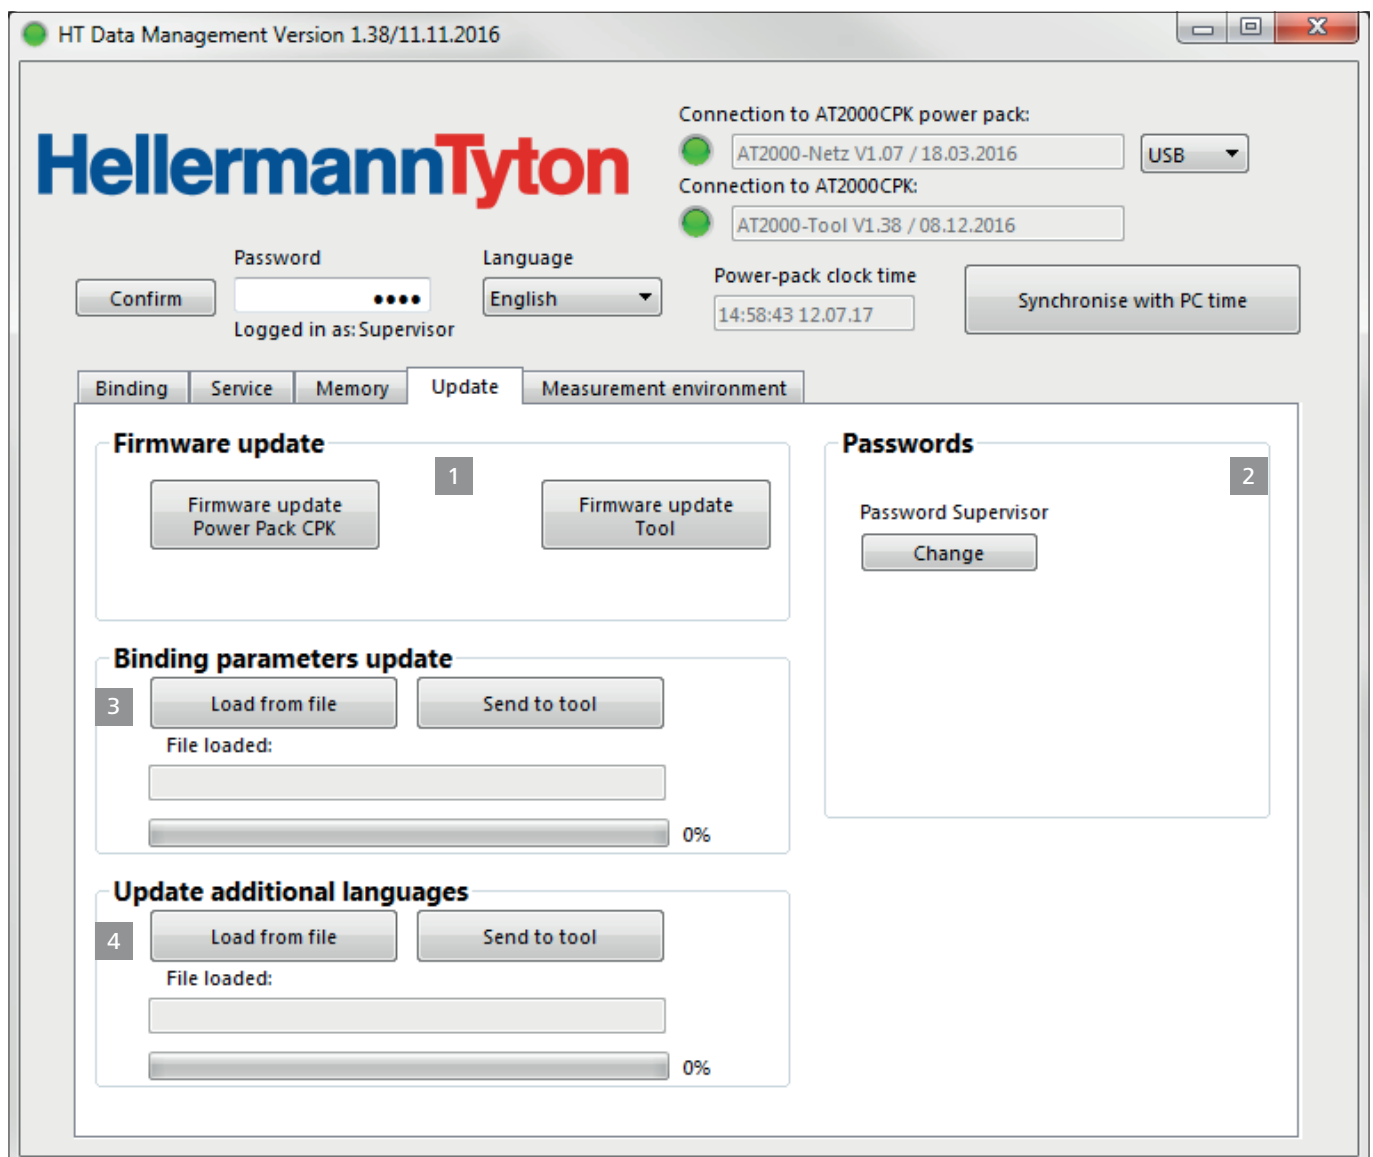 HT Data Management Version 1.38/11.11.2016
HellermannTyton
Connection to AT2000CPK power pack:
AT2000-Netz V1.07 / 18.03.2016
USB
Connection to AT2000CPK:
AT2000-Tool V1.38 / 08.12.2016
Password
Language
Confirm
●●●●
English
Logged in as: Supervisor
Power-pack clock time
14:58:43 12.07.17
Synchronise with PC time
Binding
Service
Memory
Update
Measurement environment
Firmware update
1
Firmware update
Power Pack CPK
Firmware update
Tool
Passwords
2
Password Supervisor
Change
Binding parameters update
3
Load from file
Send to tool
File loaded:
0%
Update additional languages
4
Load from file
Send to tool
File loaded:
0%